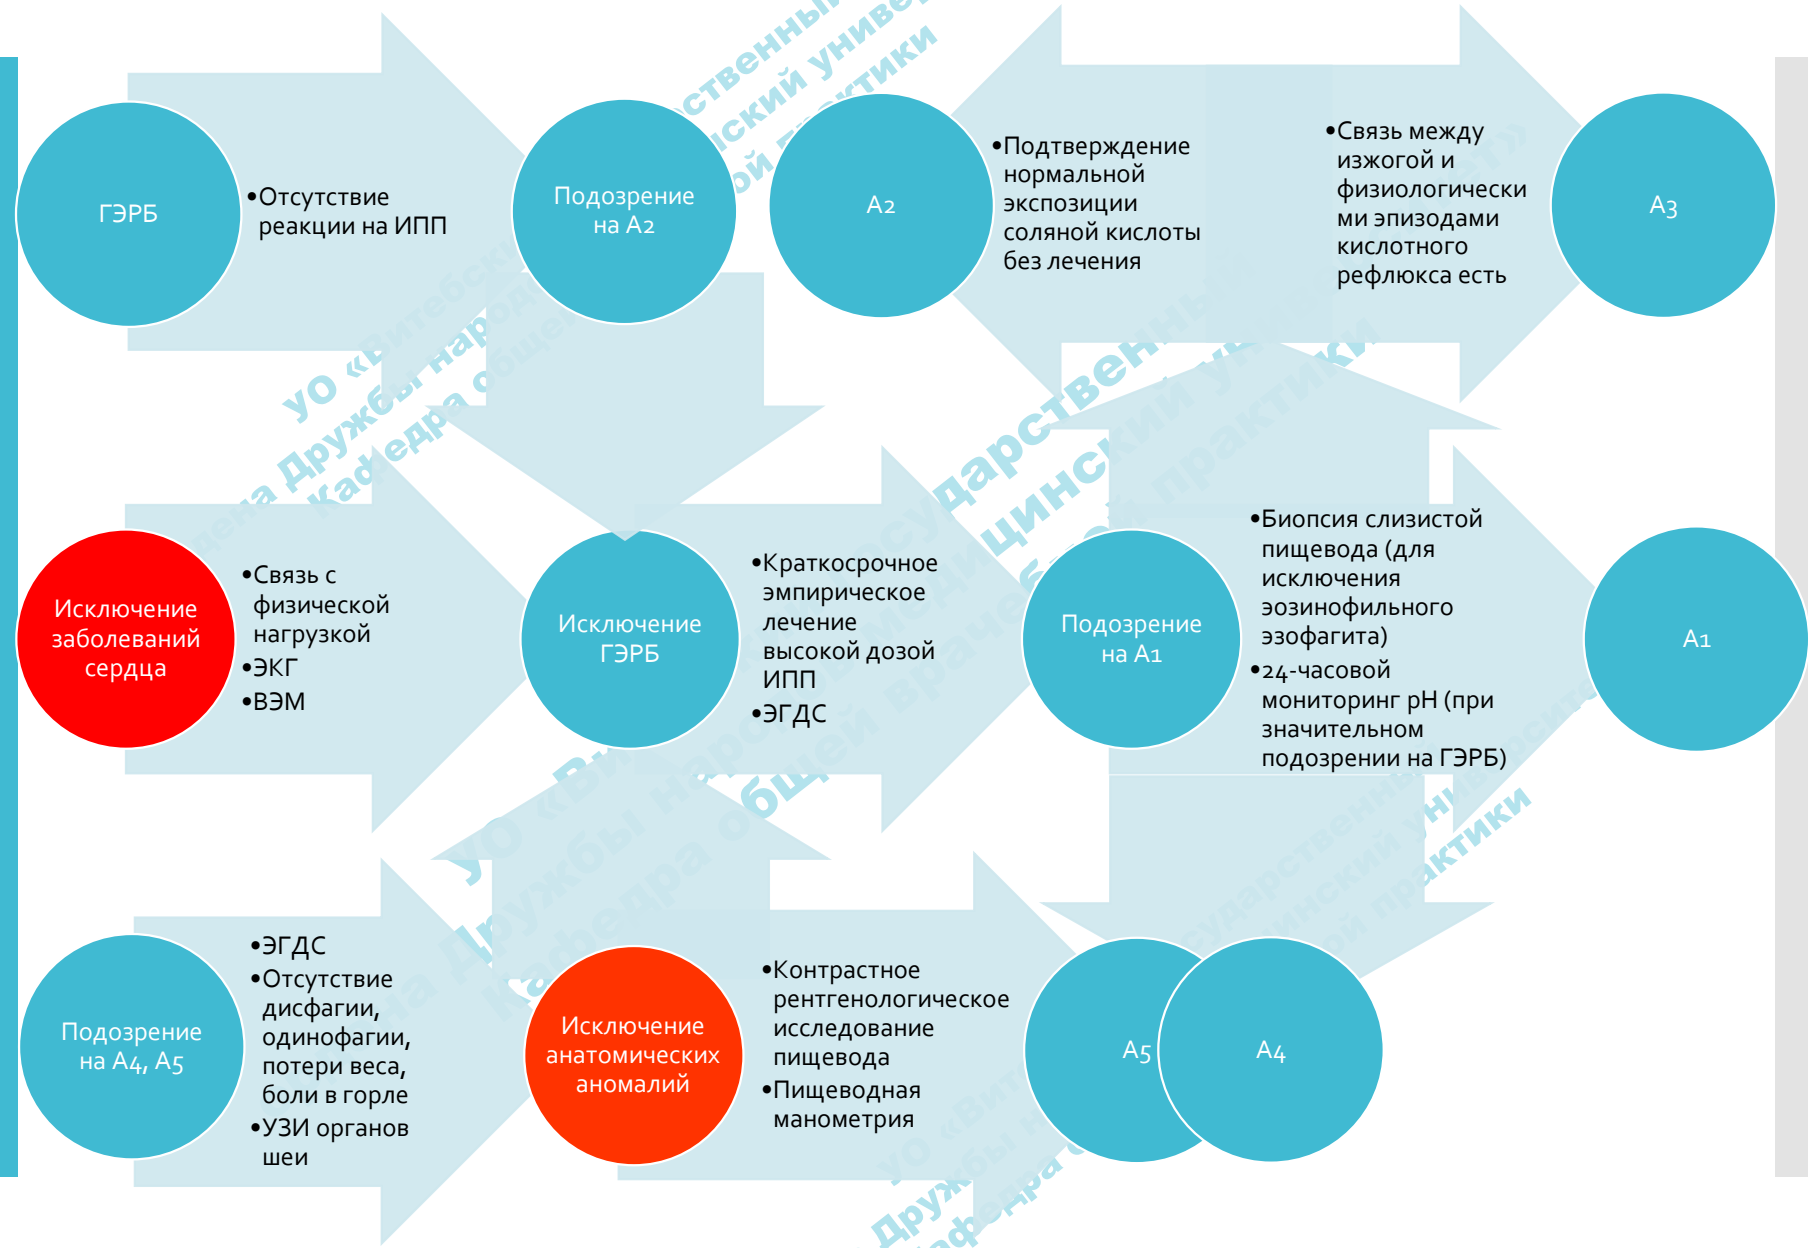 ГЭРБ
•Отсутствие
реакции на ИПП
Подозрение
на А2
А2
•Подтверждение
нормальной
экспозиции
соляной кислоты
без лечения
•Связь между
изжогой и
физиологически
ми эпизодами
кислотного
рефлюкса есть
А3
Исключение
заболеваний
сердца
•Связь с
физической
нагрузкой
•ЭКГ
•ВЭМ
Исключение
ГЭРБ
•Краткосрочное
эмпирическое
лечение
высокой дозой
ИПП
•ЭГДС
Подозрение
на А1
•Биопсия слизистой
пищевода (для
исключения
эозинофильного
эзофагита)
•24-часовой
мониторинг pH (при
значительном
подозрении на ГЭРБ)
А1
Подозрение
на А4, А5
•ЭГДС
•Отсутствие
дисфагии,
одинофагии,
потери веса,
боли в горле
•УЗИ органов
шеи
Исключение
анатомических
аномалий
•Контрастное
рентгенологическое
исследование
пищевода
•Пищеводная
манометрия
А5
А4